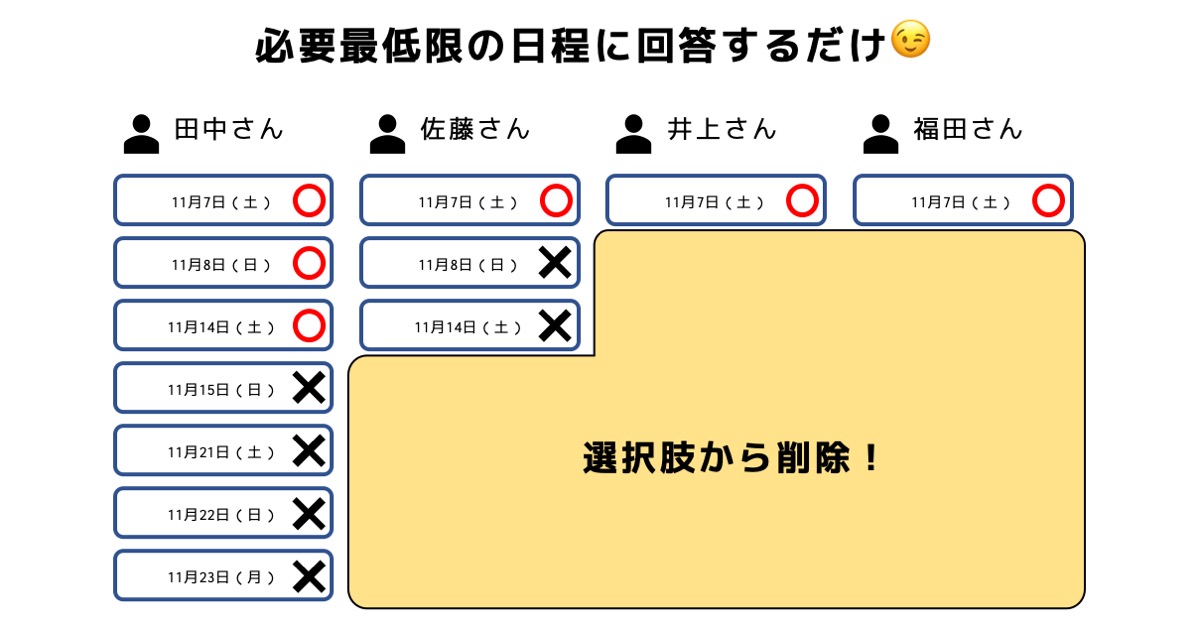 必要最低限の日程に回答するだけ😉
田中さん
佐藤さん
井上さん
福田さん
11月7日(土)
11月7日(土)
11月7日(土)
11月7日(土)
11月8日(日)
11月8日(日)
11月14日(土)
11月14日(土)
11月15日(日)
11月21日(土)
選択肢から削除!
11月22日(日)
11月23日(月)